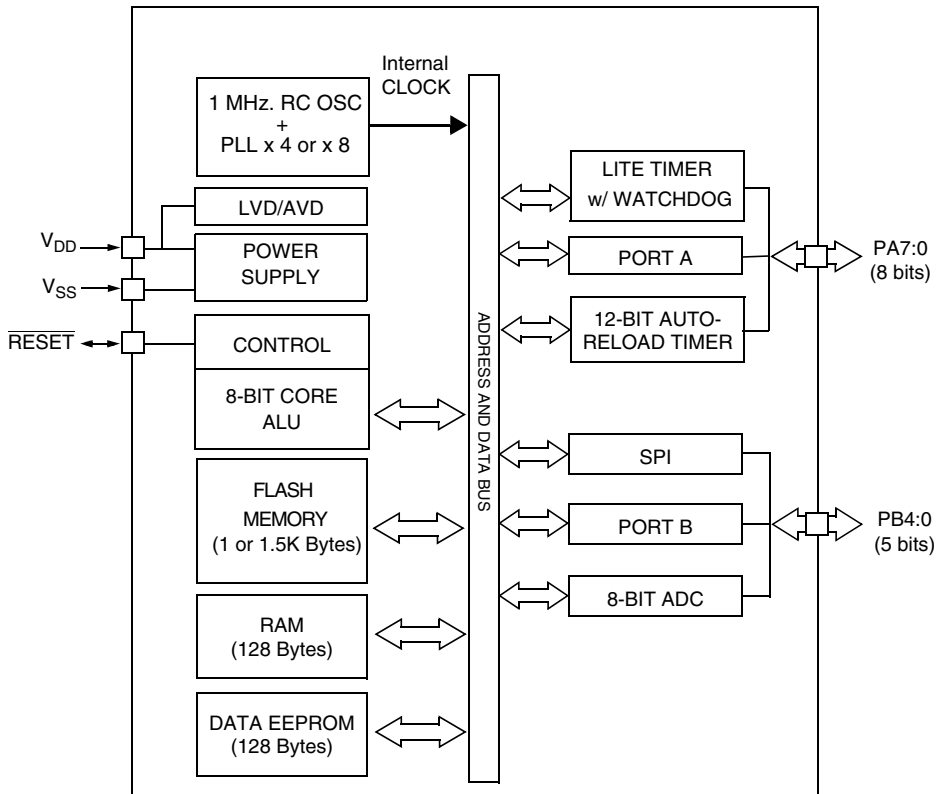 Internal
CLOCK
1 MHz. RC OSC
+
PLL x 4 or x 8
LVD/AVD
POWER
SUPPLY
VDD
VSS
RESET
CONTROL
8-BIT CORE
ALU
FLASH
MEMORY
(1 or 1.5K Bytes)
RAM
(128 Bytes)
DATA EEPROM
(128 Bytes)
ADDRESS AND DATA BUS
LITE TIMER
w/ WATCHDOG
PORT A
12-BIT AUTO-
RELOAD TIMER
PA7:0
(8 bits)
SPI
PORT B
8-BIT ADC
PB4:0
(5 bits)